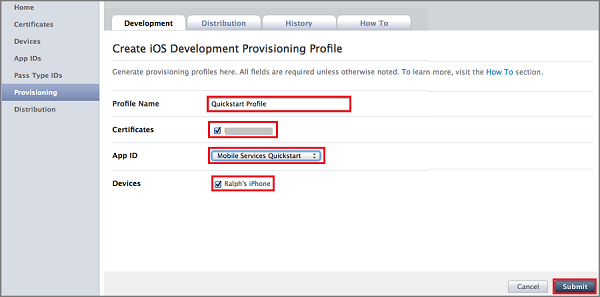 Home
Certificates
Devices
App IDs
Pass Type IDs
Provisioning
Distribution
Development Distribution History How To
Create iOS Development Provisioning Profile
Generate provisioning profiles here. All fields are required unless otherwise noted. To learn more, visit the How To section.
Profile Name Quickstart Profile
Certificates
App ID Mobile Services Quickstart
Devices Ralph's iPhone
Cancel Submit